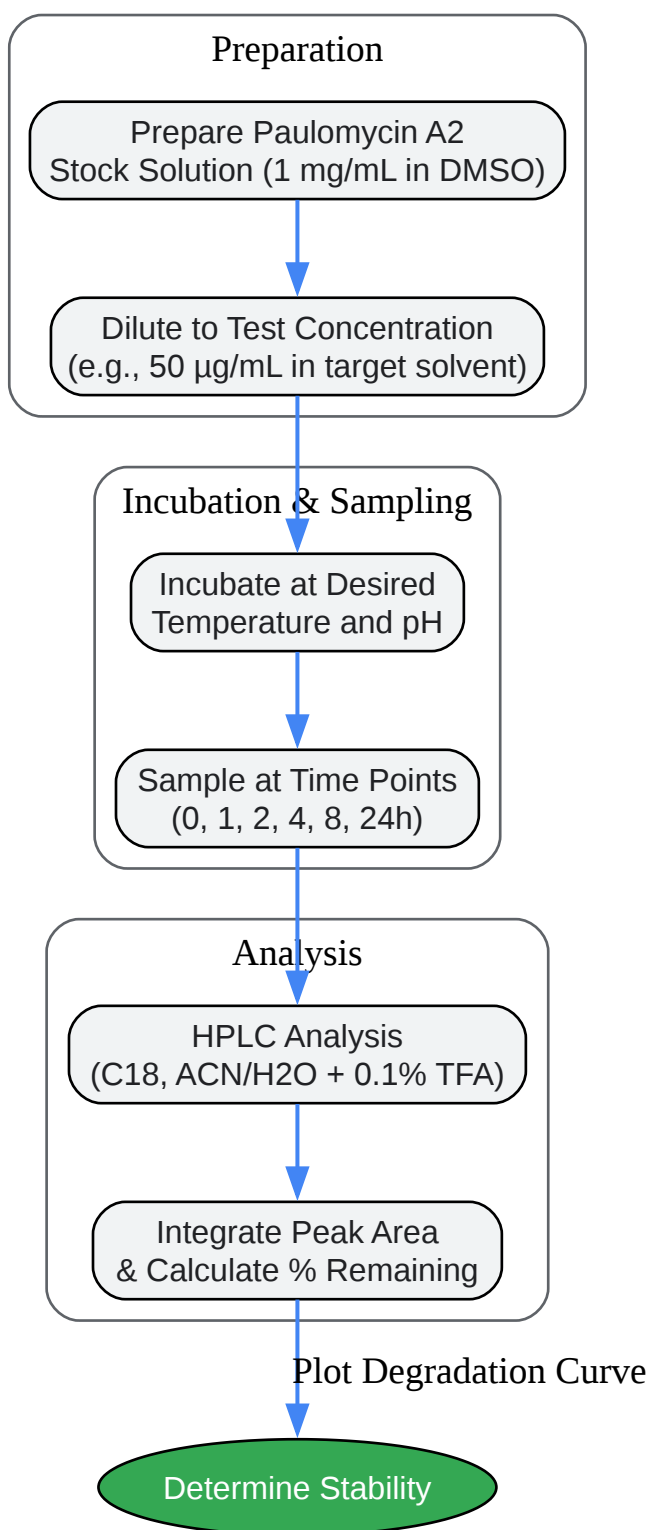 Preparation
Prepare Paulomycin A2
Stock Solution (1 mg/mL in DMSO)
Dilute to Test Concentration
(e.g., 50 µg/mL in target solvent)
Incubation & Sampling
Incubate at Desired
Temperature and pH
Sample at Time Points
(0, 1, 2, 4, 8, 24h)
Analysis
HPLC Analysis
(C18, ACN/H2O + 0.1% TFA)
Integrate Peak Area
& Calculate % Remaining
Plot Degradation Curve
Determine Stability